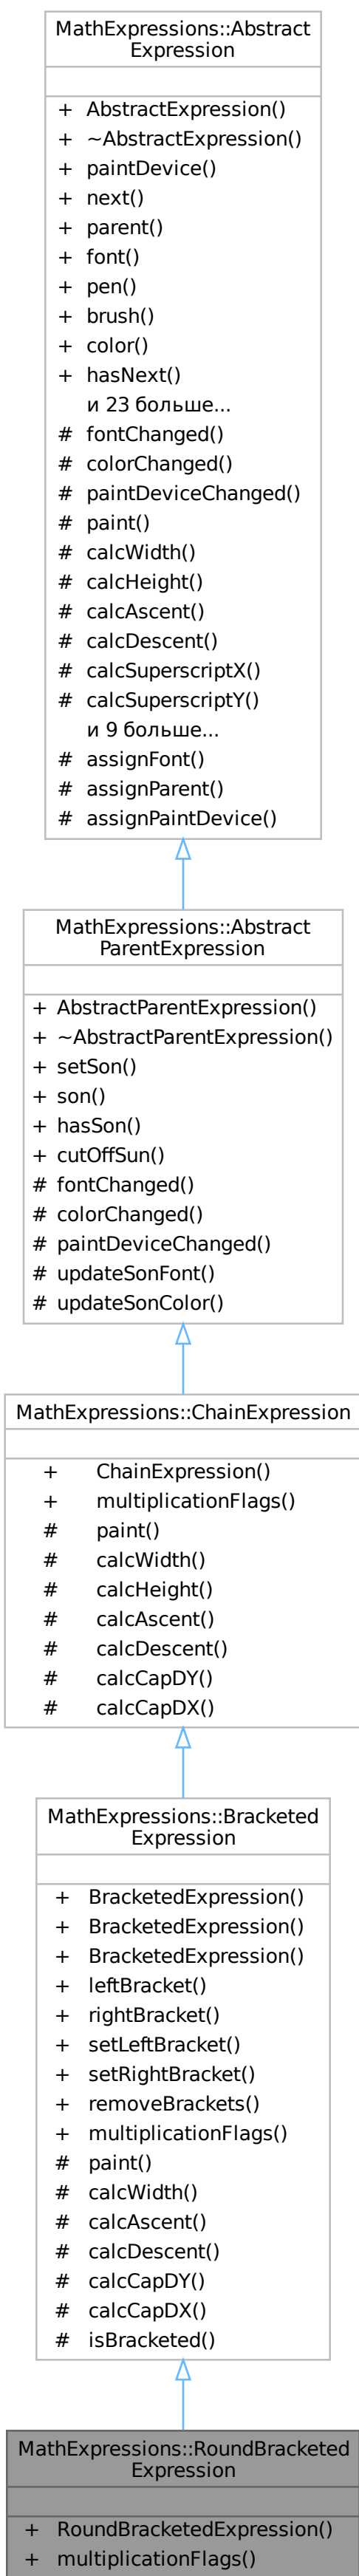 MathExpressions::Abstract
Expression
+ AbstractExpression()
+ ~AbstractExpression()
+ paintDevice()
+ next()
+ parent()
+ font()
+ pen()
+ brush()
+ color()
+ hasNext()
и 23 больше...
# fontChanged()
# colorChanged()
# paintDeviceChanged()
# paint()
# calcWidth()
# calcHeight()
# calcAscent()
# calcDescent()
# calcSuperscriptX()
# calcSuperscriptY()
и 9 больше...
# assignFont()
# assignParent()
# assignPaintDevice()
MathExpressions::Abstract
ParentExpression
+ AbstractParentExpression()
+ ~AbstractParentExpression()
+ setSon()
+ son()
+ hasSon()
+ cutOffSun()
# fontChanged()
# colorChanged()
# paintDeviceChanged()
# updateSonFont()
# updateSonColor()
MathExpressions::ChainExpression
+ ChainExpression()
+ multiplicationFlags()
# paint()
# calcWidth()
# calcHeight()
# calcAscent()
# calcDescent()
# calcCapDY()
# calcCapDX()
MathExpressions::Bracketed
Expression
+ BracketedExpression()
+ BracketedExpression()
+ BracketedExpression()
+ leftBracket()
+ rightBracket()
+ setLeftBracket()
+ setRightBracket()
+ removeBrackets()
+ multiplicationFlags()
# paint()
# calcWidth()
# calcAscent()
# calcDescent()
# calcCapDY()
# calcCapDX()
# isBracketed()
MathExpressions::RoundBracketed
Expression
+ RoundBracketedExpression()
+ multiplicationFlags()